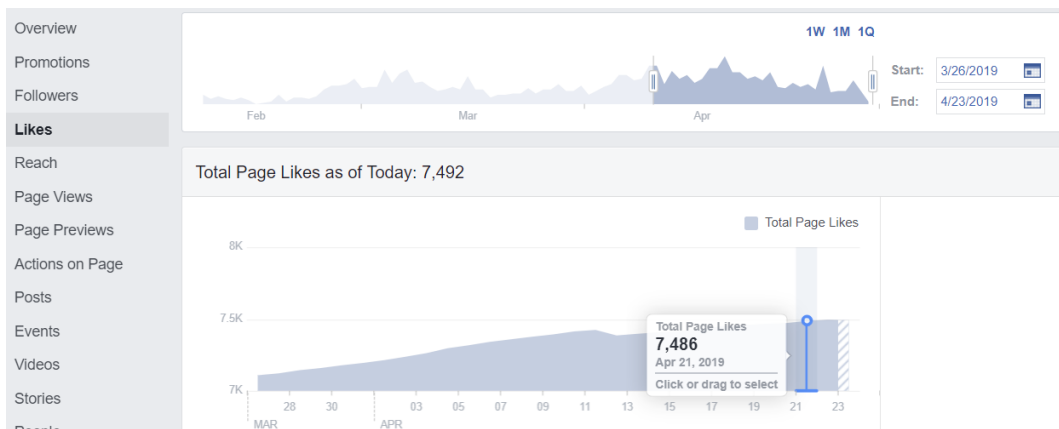 Overview
Promotions
Followers
Likes
Reach
Page Views
Page Previews
Actions on Page
Posts
Events
Videos
Stories
1W 1M 1Q
Start: 3/26/2019
End: 4/23/2019
Feb Mar Apr
Total Page Likes as of Today: 7,492
Total Page Likes
8K
7.5K
7K
Total Page Likes
7,486
Apr 21, 2019
Click or drag to select
28 30 03 05 07 09 11 13 15 17 19 21 23
MAR APR